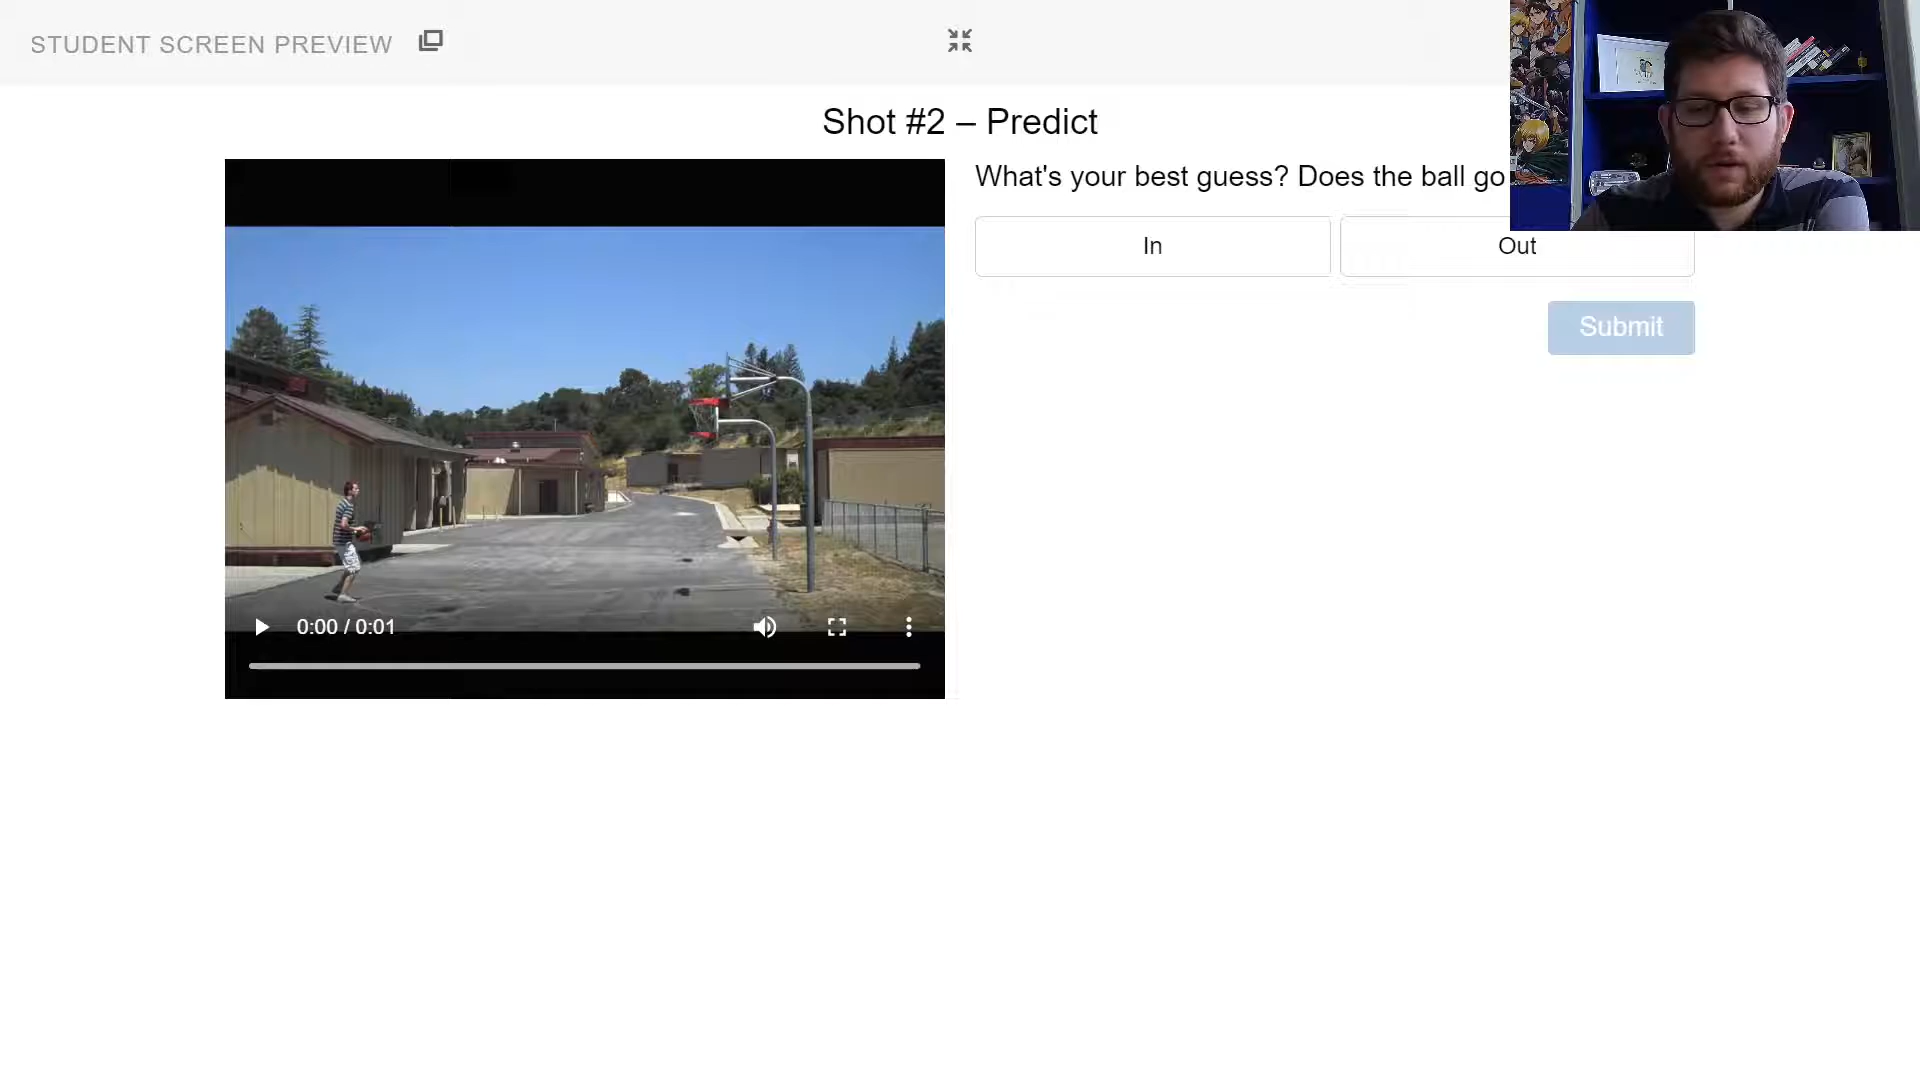 STUDENT SCREEN PREVIEW
Shot #2 – Predict
What's your best guess? Does the ball go
In
Out
Submit
0:00 / 0:01